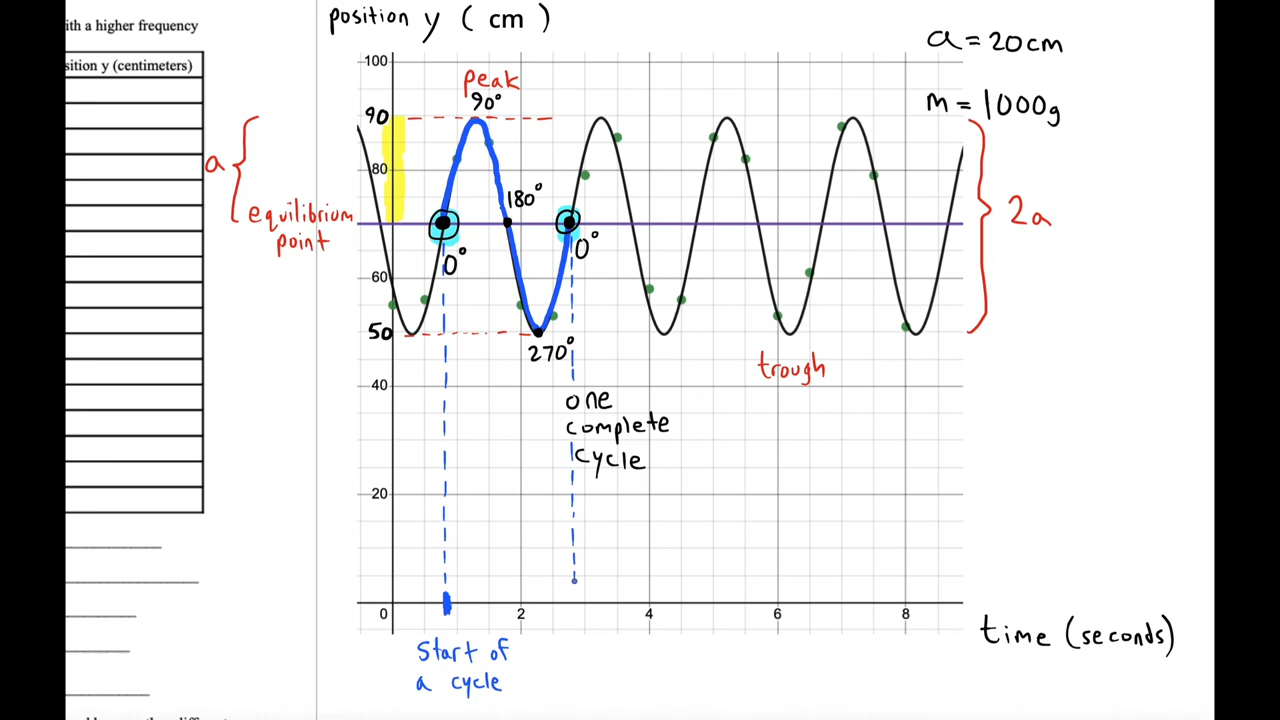 position y ( cm )
ith a higher frequency
sition y (centimeters)
a = 20cm
m = 1000g
100
peak
90°
90
80
a
180°
equilibrium
point
2a
0°
0°
60
50
270°
trough
40
one
complete
cycle
20
0
2
4
6
8
time (seconds)
Start of
a cycle